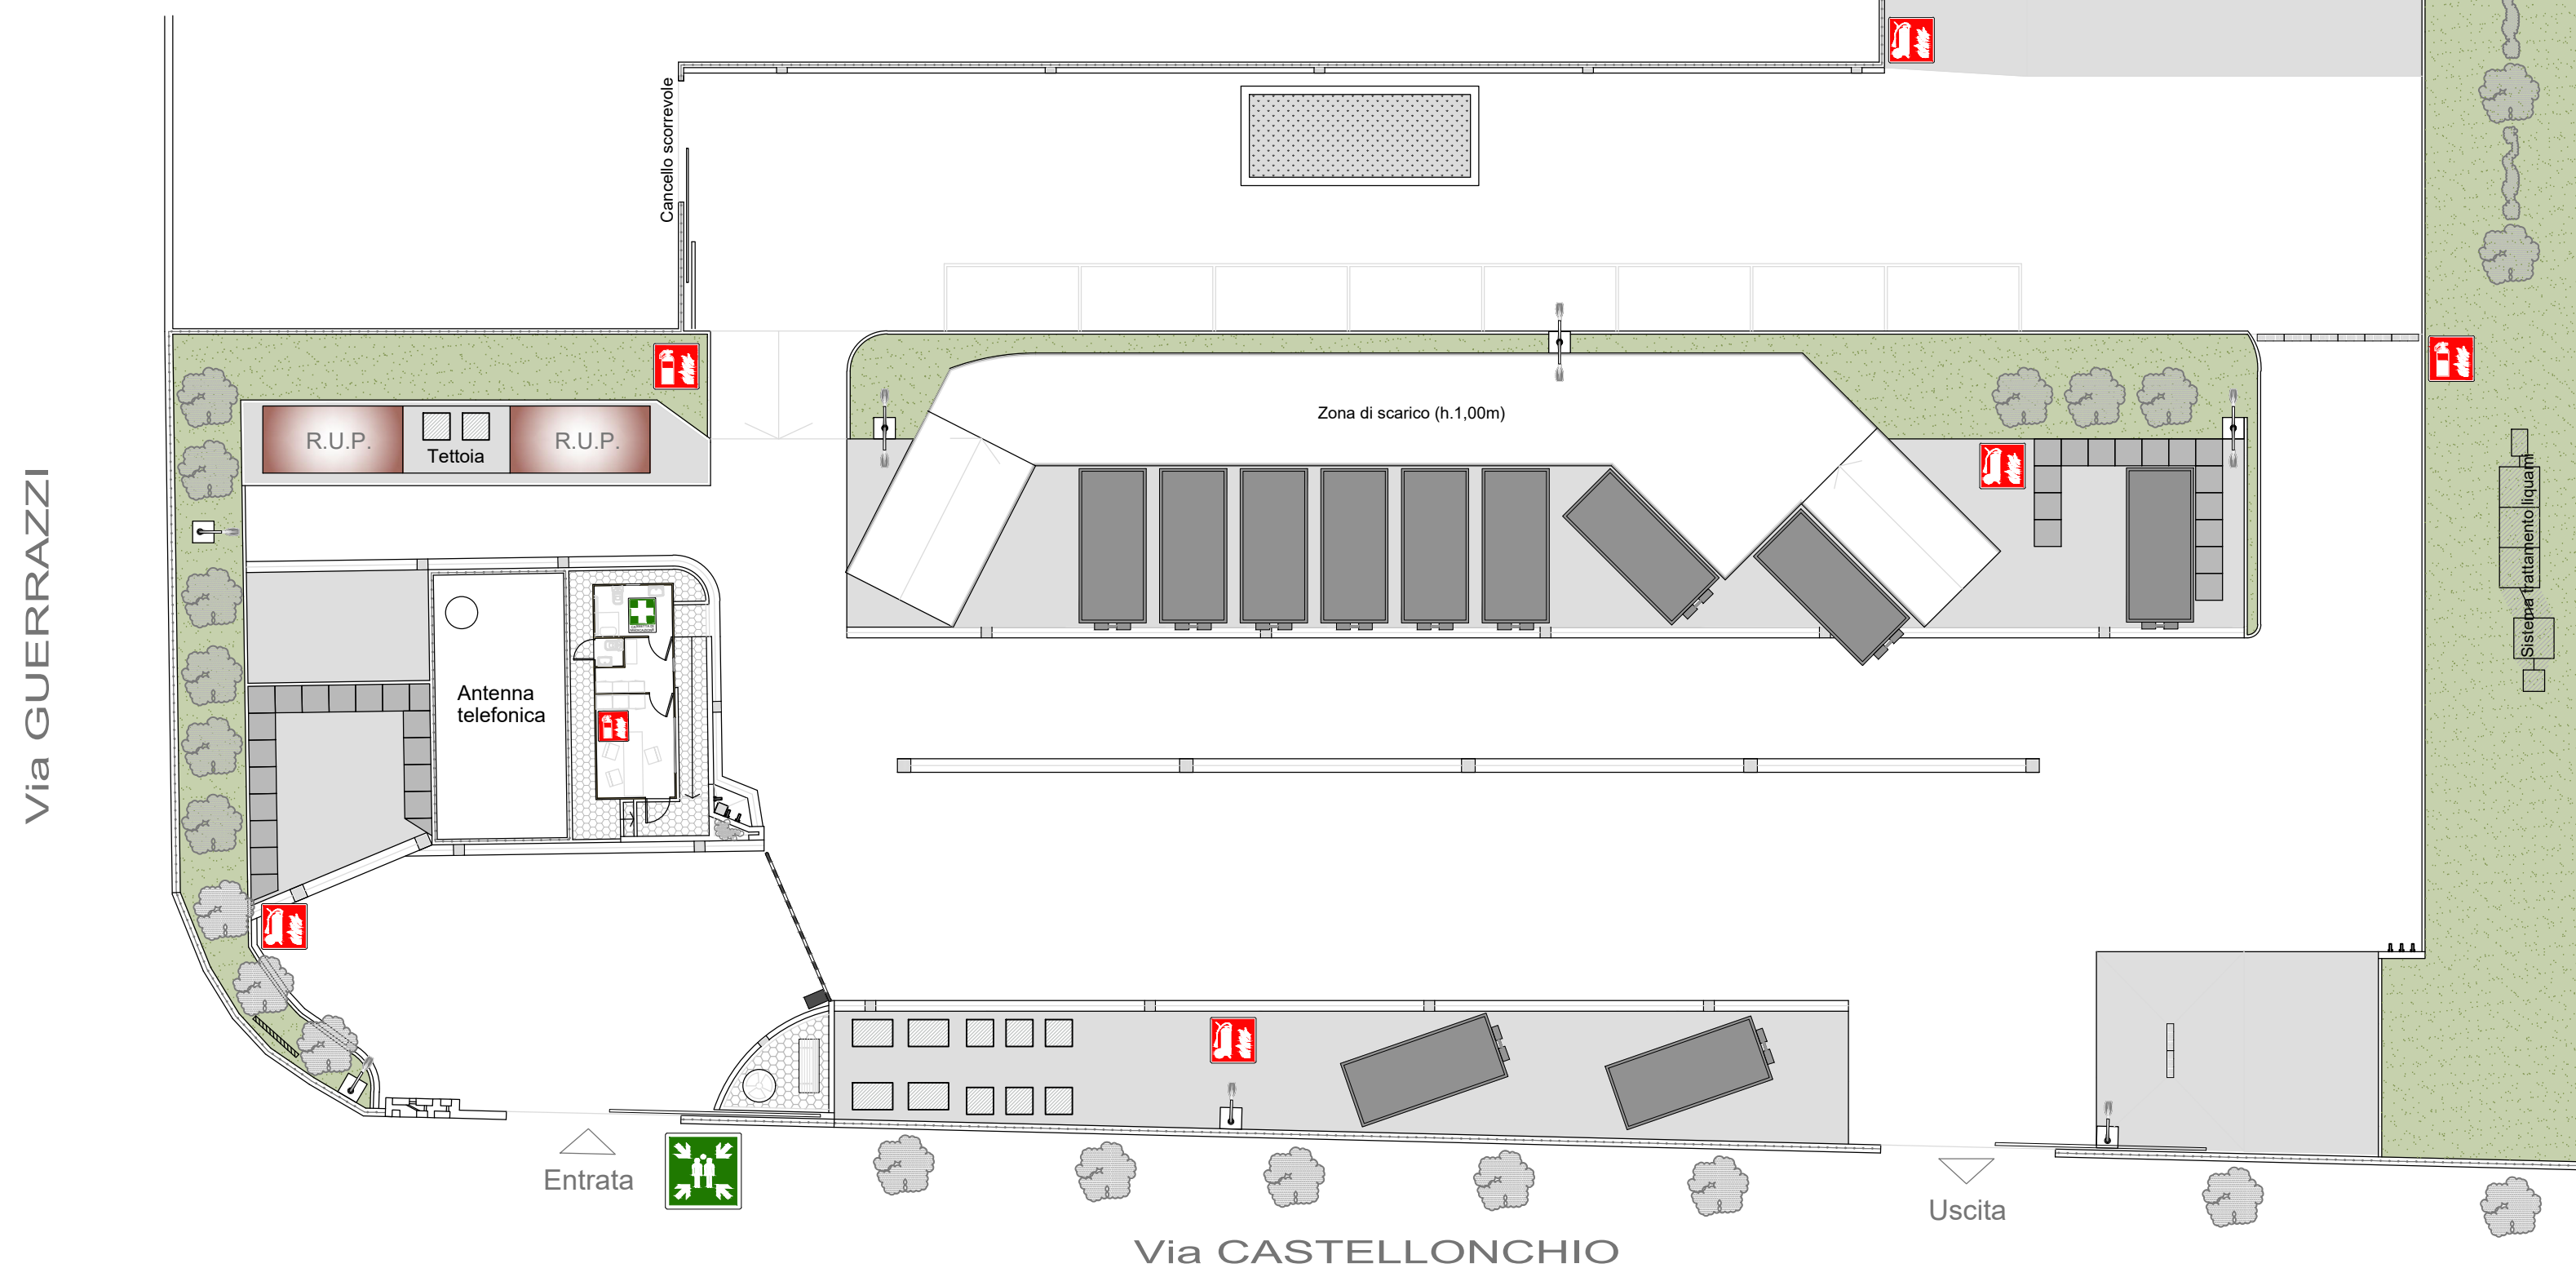 Cancello scorrevole
Zona di scarico (h.1,00m)
R.U.P.
R.U.P.
Tettoia
Via GUERRAZZI
Sistema trattamento liquami
Antenna
telefonica
Entrata
Uscita
Via CASTELLONCHIO